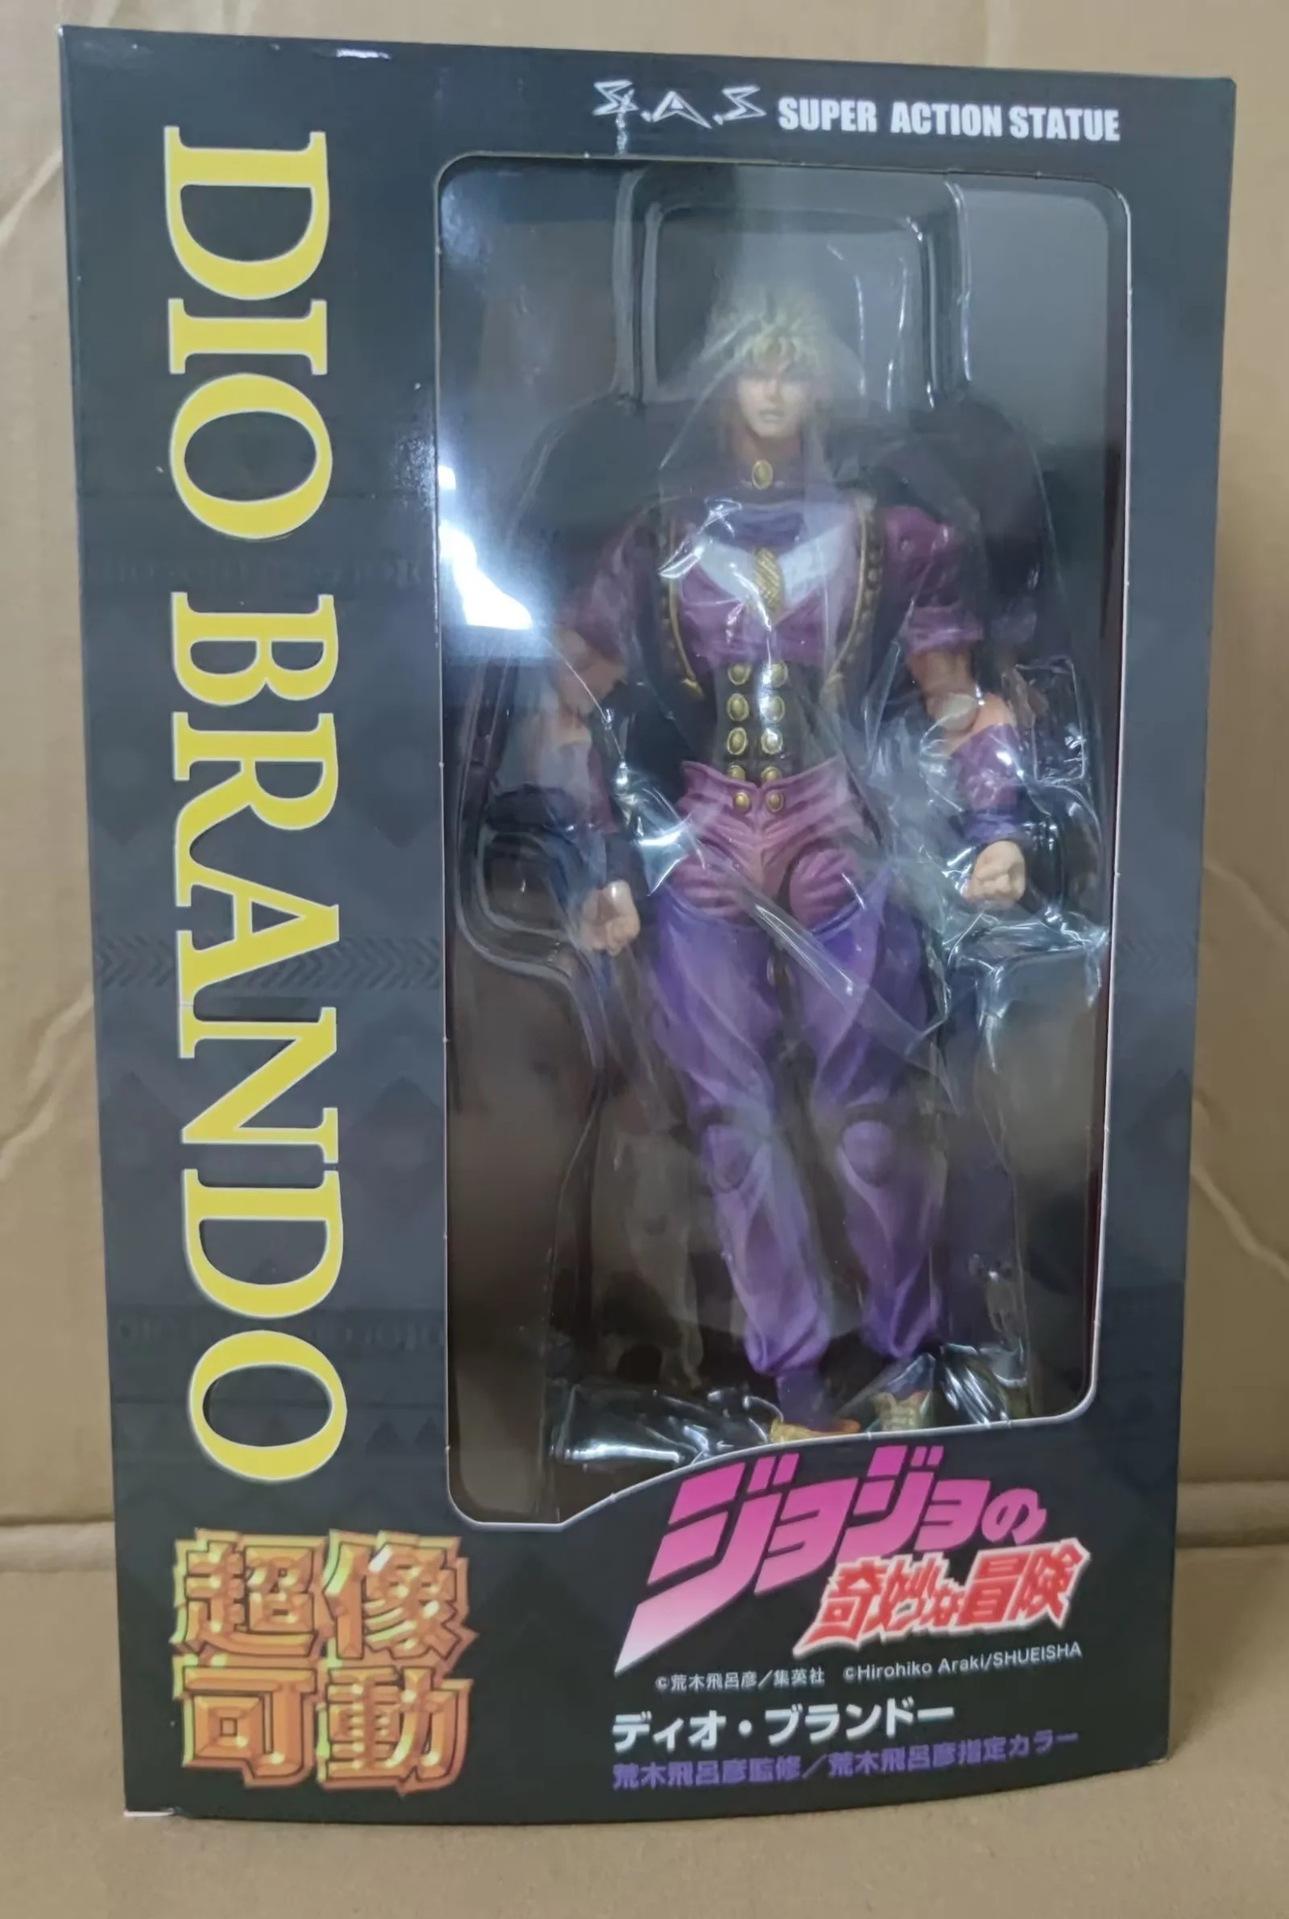 S.A.S SUPER ACTION STATUE
DIO BRANDO
超像
可動
ジョジョの
奇妙な冒険
©荒木飛呂彦／集英社 ©Hirohiko Araki/SHUEISHA
ディオ・ブランドー
荒木飛呂彦監修／荒木飛呂彦指定カラー